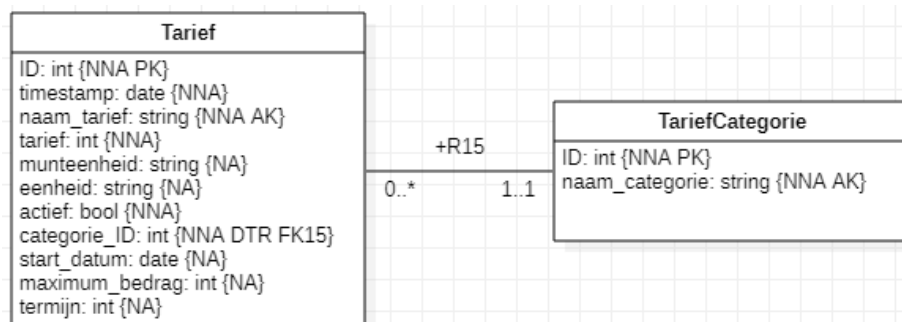 Tarief
ID: int {NNA PK}
timestamp: date {NNA}
naam_tarief: string {NNA AK}
tarief: int {NNA}
munteenheid: string {NA}
eenheid: string {NA}
actief: bool {NNA}
categorie_ID: int {NNA DTR FK15}
start_datum: date {NA}
maximum_bedrag: int {NA}
termijn: int {NA}
+R15
0..*
1..1
TariefCategorie
ID: int {NNA PK}
naam_categorie: string {NNA AK}